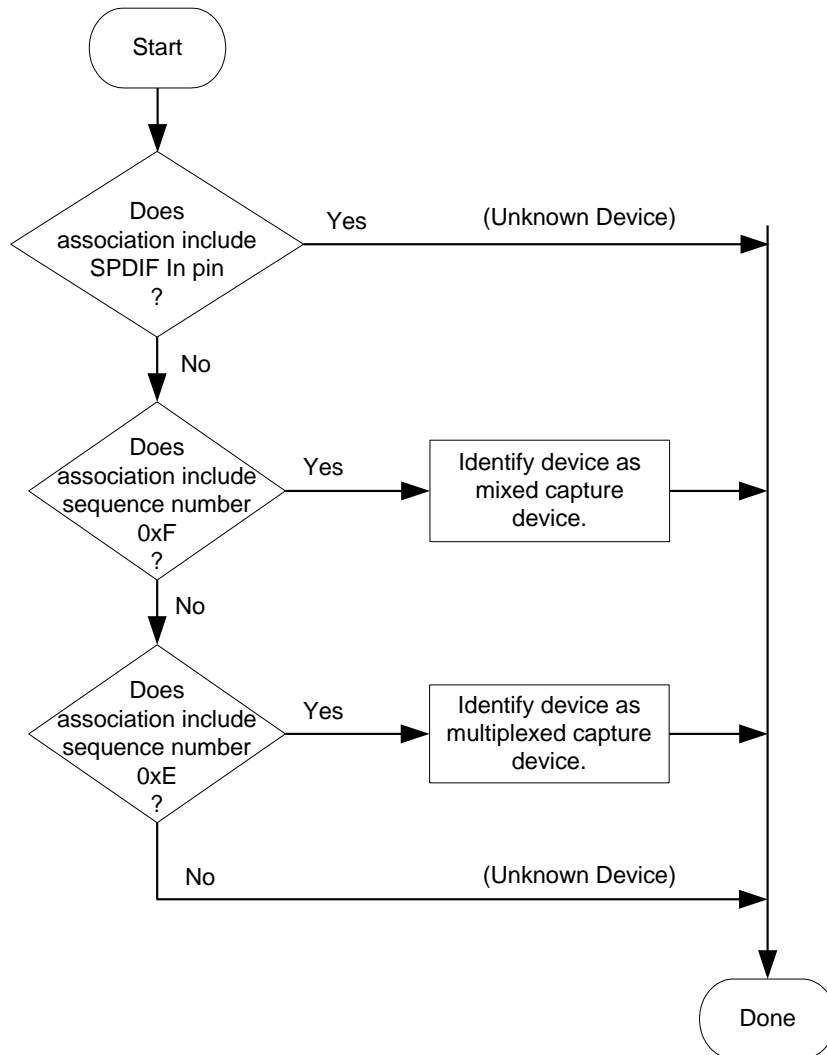 Start
Does
association include
SPDIF In pin
?
Yes
(Unknown Device)
No
Does
association include
sequence number
0xF
?
Yes
Identify device as
mixed capture
device.
No
Does
association include
sequence number
0xE
?
Yes
Identify device as
multiplexed capture
device.
No
(Unknown Device)
Done